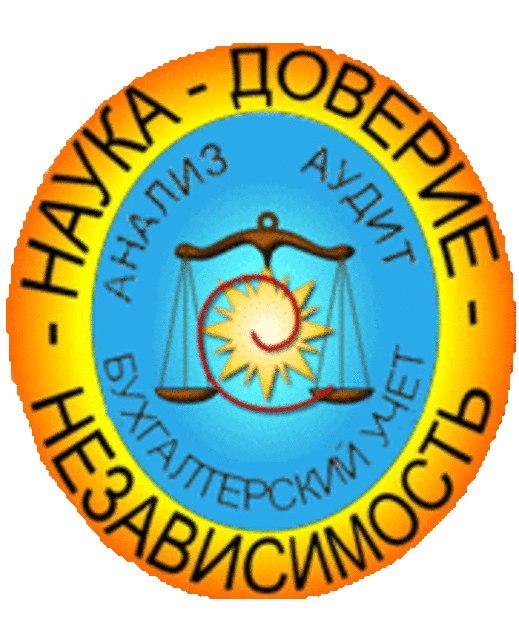 - НАУКА - ДОВЕРИЕ -
НЕЗАВИСИМОСТЬ
АНАЛИЗ
АУДИТ
БУХГАЛТЕРСКИЙ УЧЕТ